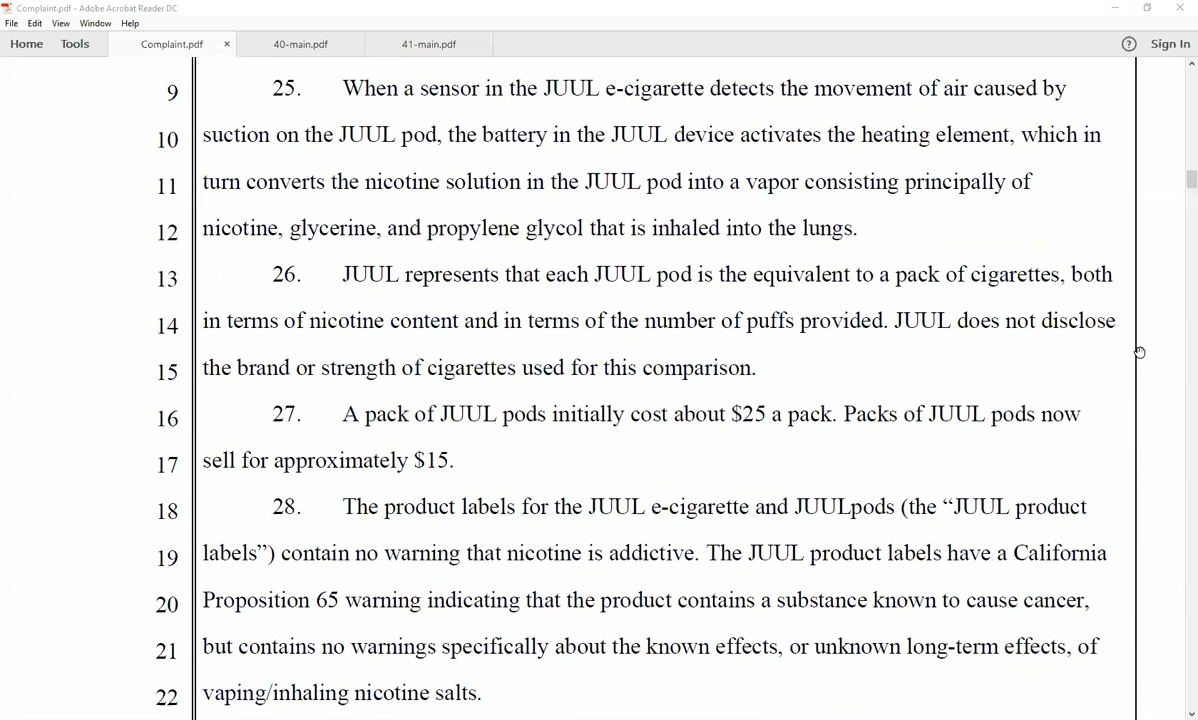 Complaint.pdf - Adobe Acrobat Reader DC
File Edit View Window Help
Home Tools Complaint.pdf × 40-main.pdf 41-main.pdf ? Sign In
9 25. When a sensor in the JUUL e-cigarette detects the movement of air caused by
10 suction on the JUUL pod, the battery in the JUUL device activates the heating element, which in
11 turn converts the nicotine solution in the JUUL pod into a vapor consisting principally of
12 nicotine, glycerine, and propylene glycol that is inhaled into the lungs.
13 26. JUUL represents that each JUUL pod is the equivalent to a pack of cigarettes, both
14 in terms of nicotine content and in terms of the number of puffs provided. JUUL does not disclose
15 the brand or strength of cigarettes used for this comparison.
16 27. A pack of JUUL pods initially cost about $25 a pack. Packs of JUUL pods now
17 sell for approximately $15.
18 28. The product labels for the JUUL e-cigarette and JUULpods (the “JUUL product
19 labels”) contain no warning that nicotine is addictive. The JUUL product labels have a California
20 Proposition 65 warning indicating that the product contains a substance known to cause cancer,
21 but contains no warnings specifically about the known effects, or unknown long-term effects, of
22 vaping/inhaling nicotine salts.